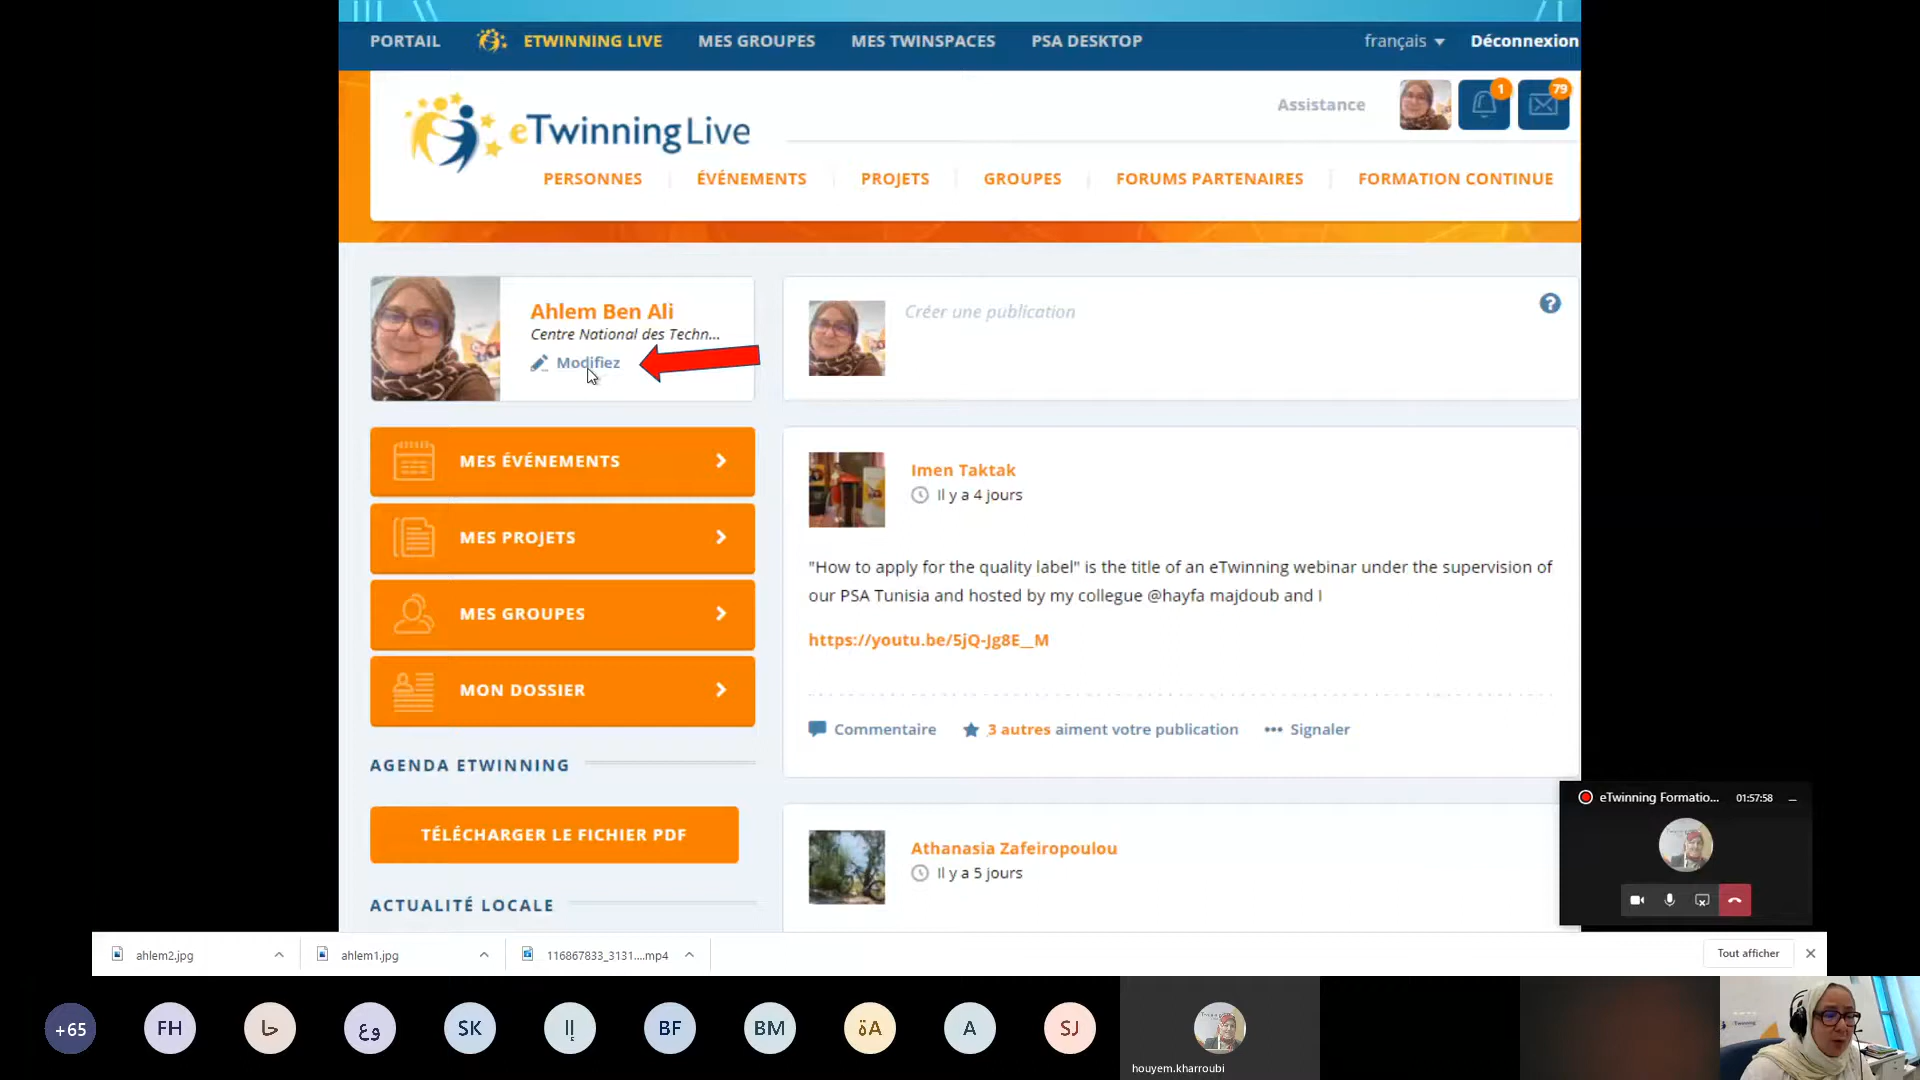 PORTAIL
ETWINNING LIVE
MES GROUPES
MES TWINSPACES
PSA DESKTOP
français
Déconnexion
eTwinning Live
Assistance
1
79
PERSONNES
ÉVÉNEMENTS
PROJETS
GROUPES
FORUMS PARTENAIRES
FORMATION CONTINUE
Ahlem Ben Ali
Centre National des Techn...
Modifiez
MES ÉVÉNEMENTS
MES PROJETS
MES GROUPES
MON DOSSIER
AGENDA ETWINNING
TÉLÉCHARGER LE FICHIER PDF
ACTUALITÉ LOCALE
Créer une publication
?
Imen Taktak
Il y a 4 jours
"How to apply for the quality label" is the title of an eTwinning webinar under the supervision of
our PSA Tunisia and hosted by my collegue @hayfa majdoub and I
https://youtu.be/5jQ-Jg8E__M
Commentaire
3 autres aiment votre publication
Signaler
Athanasia Zafeiropoulou
Il y a 5 jours
eTwinning Formatio...
01:57:58
ahlem2.jpg
ahlem1.jpg
116867833_3131....mp4
Tout afficher
+65
FH
حا
وع
SK
إإ
BF
BM
ةA
A
SJ
houyem.kharroubi